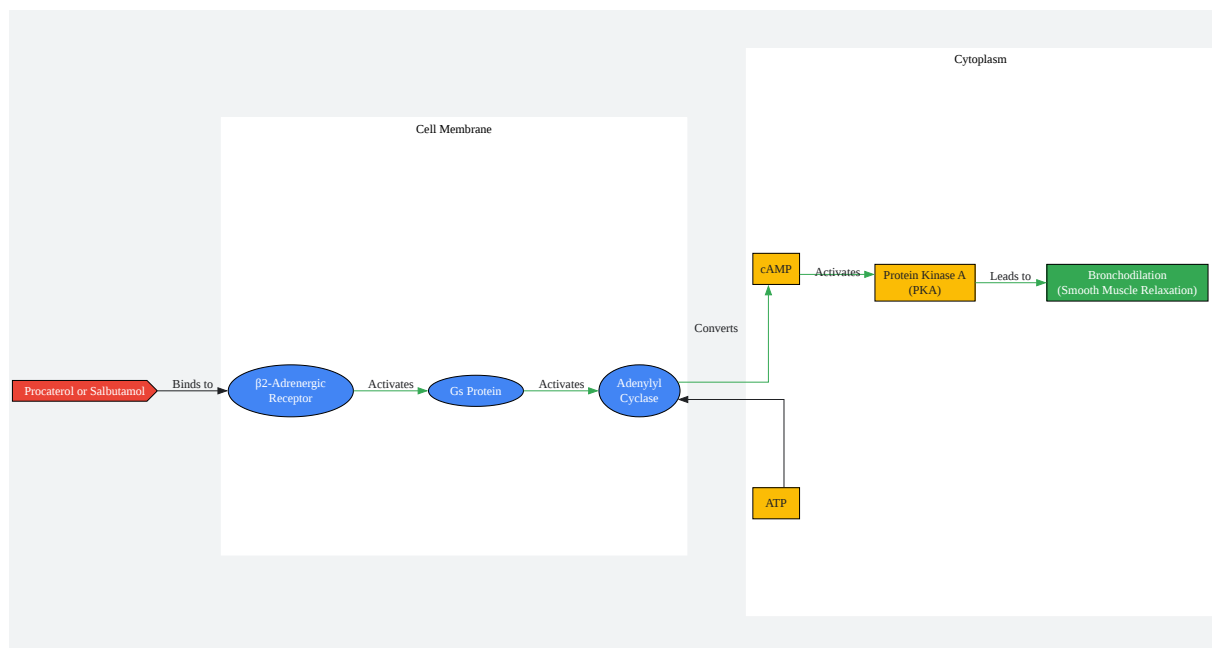 Cytoplasm
Cell Membrane
cAMP
Activates
Protein Kinase A
(PKA)
Leads to
Bronchodilation
(Smooth Muscle Relaxation)
Converts
Procaterol or Salbutamol
Binds to
β2-Adrenergic
Receptor
Activates
Gs Protein
Activates
Adenylyl
Cyclase
ATP